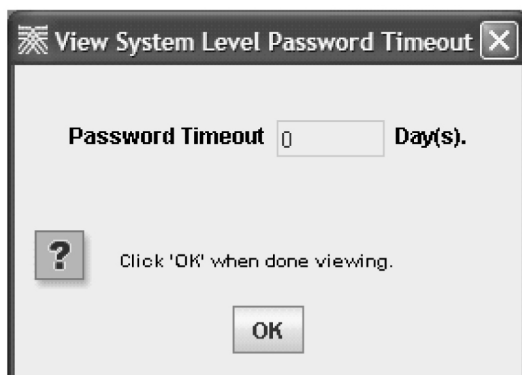 View System Level Password Timeout
Password Timeout 0 Day(s).
? Click 'OK' when done viewing.
OK